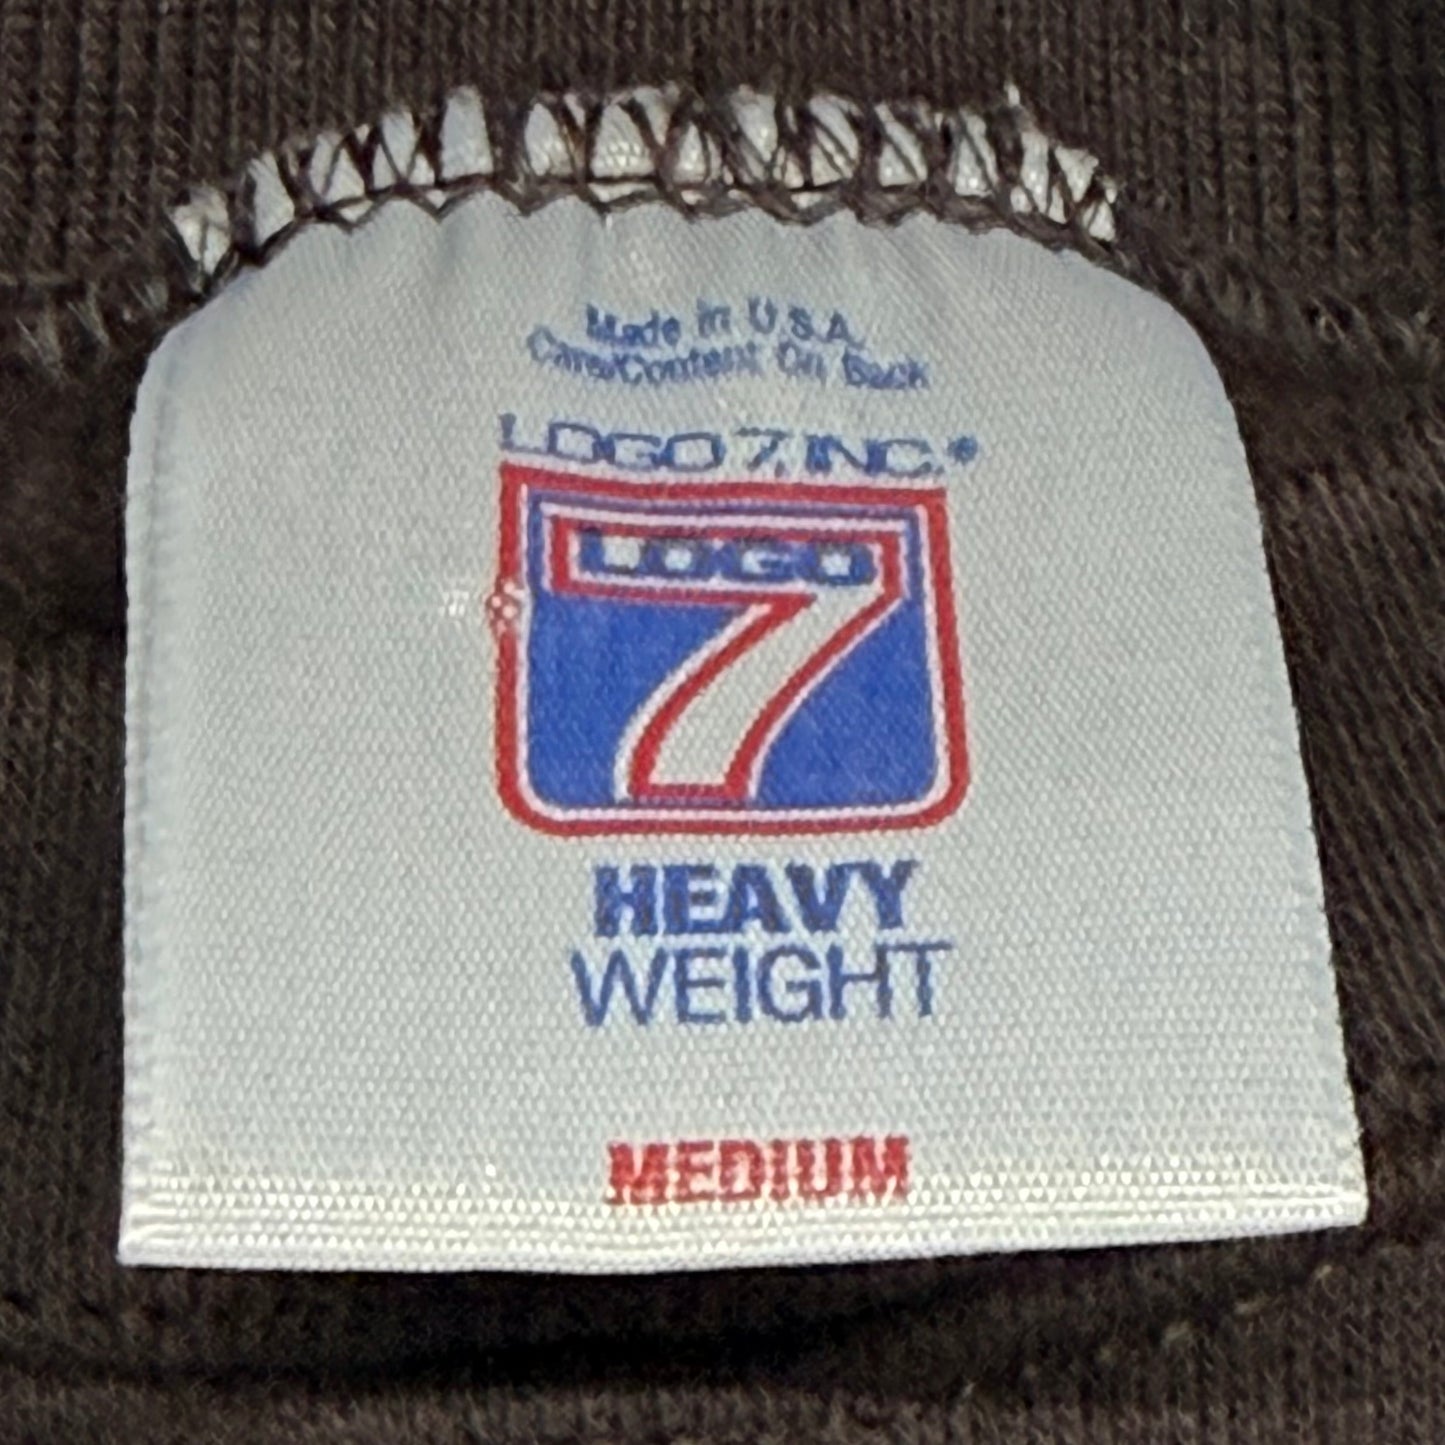 Made in U.S.A.
Care/Content On Back
LOGO 7, INC.®
LOGO
7
HEAVY
WEIGHT
MEDIUM